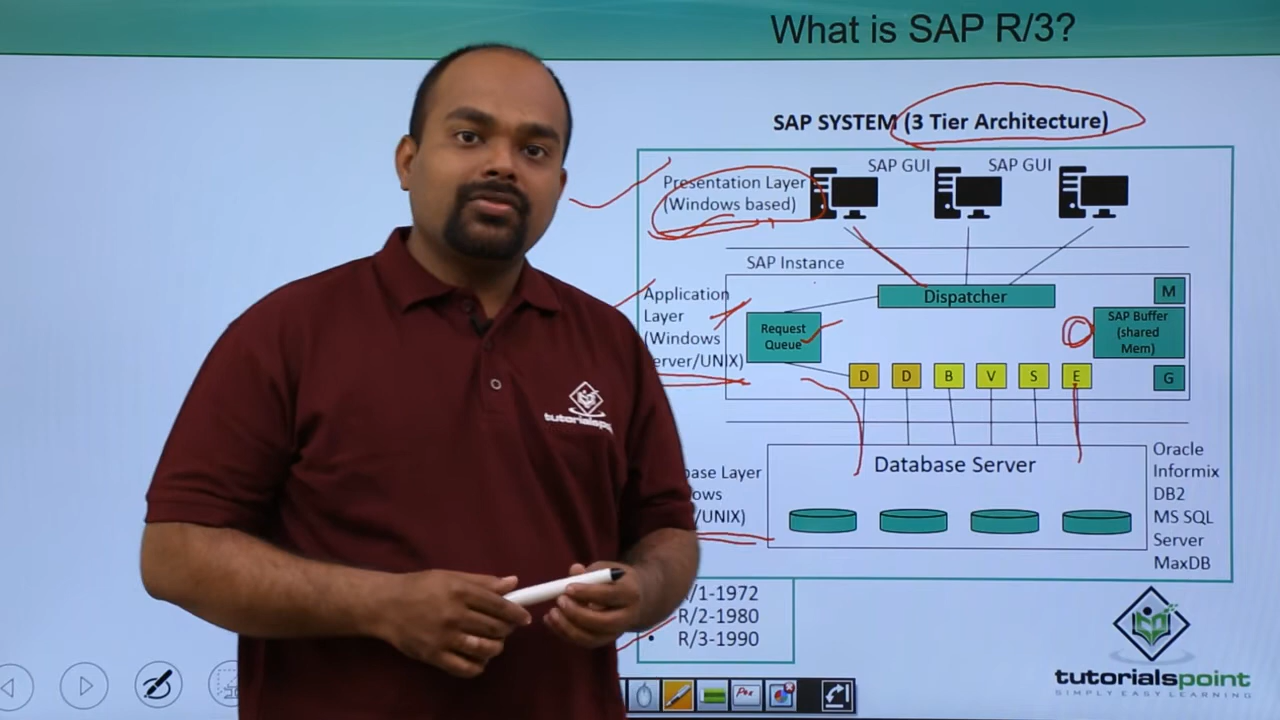 What is SAP R/3?
SAP SYSTEM (3 Tier Architecture)
SAP GUI SAP GUI
Presentation Layer
(Windows based)
SAP Instance
Dispatcher
M
Application
Layer
(Windows
erver/UNIX)
Request
Queue
SAP Buffer
(shared
Mem)
D D B V S E
G
Database Server
base Layer
ows
/UNIX)
Oracle
Informix
DB2
MS SQL
Server
MaxDB
R/1-1972
R/2-1980
• R/3-1990
tutorialspoint
SIMPLY EASY LEARNING
tutorialspoint